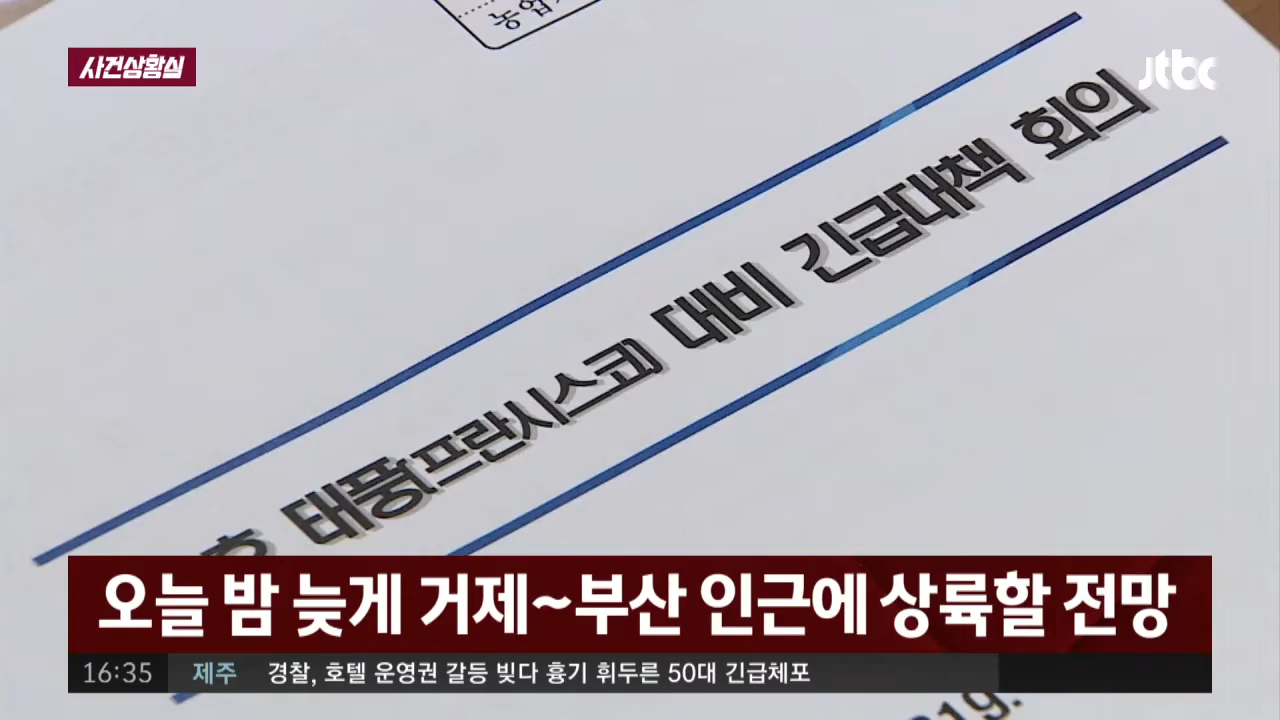 농업
사건상황실
jtbc
호 태풍(프란시스코) 대비 긴급대책 회의
오늘 밤 늦게 거제~부산 인근에 상륙할 전망
16:35 제주 경찰, 호텔 운영권 갈등 빚다 흉기 휘두른 50대 긴급체포
19.